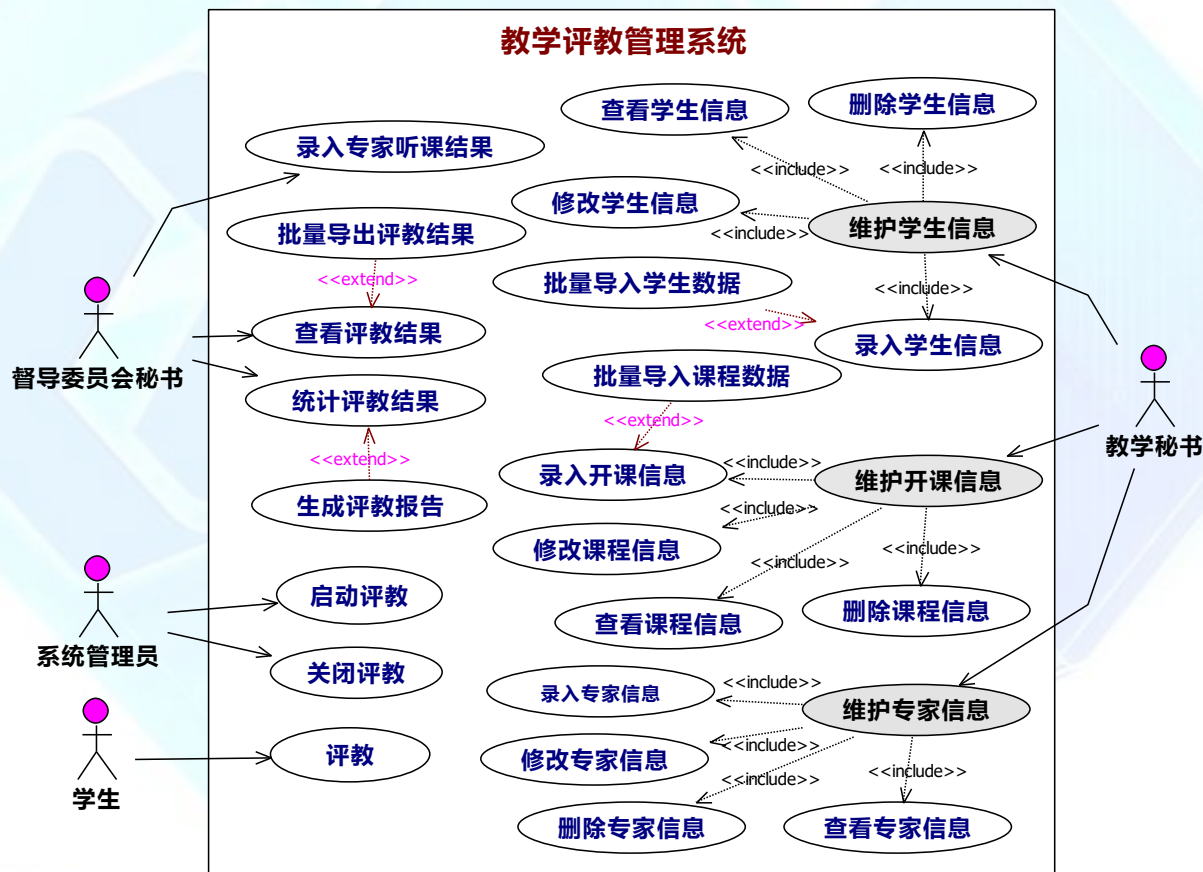 教学评教管理系统
查看学生信息
删除学生信息
录入专家听课结果
<<include>>
<<include>>
修改学生信息
批量导出评教结果
维护学生信息
<<include>>
<<extend>>
批量导入学生数据
<<include>>
查看评教结果
<<extend>>
录入学生信息
督导委员会秘书
批量导入课程数据
统计评教结果
<<extend>>
教学秘书
<<extend>>
<<include>>
录入开课信息
维护开课信息
生成评教报告
<<include>>
修改课程信息
<<include>>
<<include>>
启动评教
查看课程信息
删除课程信息
系统管理员
关闭评教
<<include>>
录入专家信息
维护专家信息
<<include>>
评教
修改专家信息
<<include>>
<<include>>
学生
删除专家信息
查看专家信息